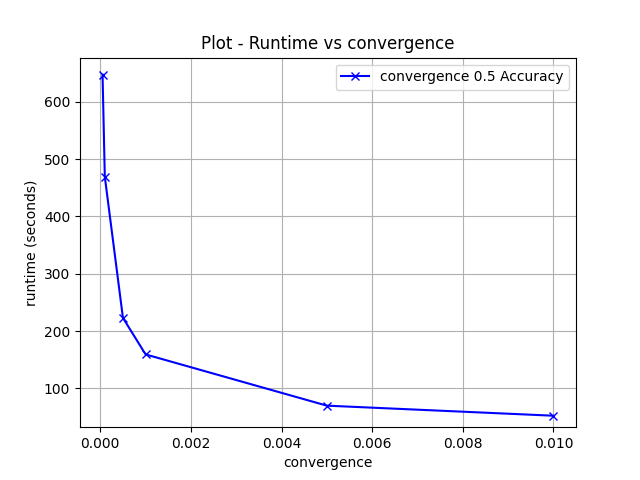 Plot - Runtime vs convergence
convergence 0.5 Accuracy
runtime (seconds)
600
500
400
300
200
100
0.000 0.002 0.004 0.006 0.008 0.010
convergence